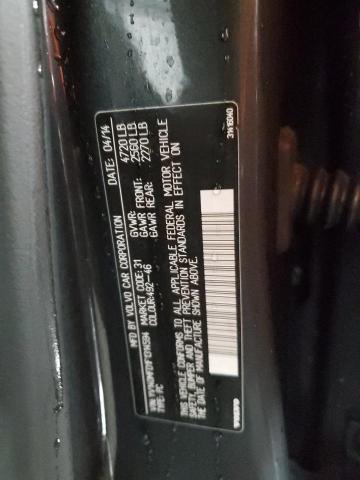 MFD. BY VOLVO CAR CORPORATION
DATE: 04/14
GVWR: 4720 LB
GAWR FRONT: 2560 LB
GAWR REAR: 2270 LB
MARKET CODE: 31
COLOUR: 492-46
TYPE: PC
THIS VEHICLE CONFORMS TO ALL APPLICABLE FEDERAL MOTOR VEHICLE
SAFETY, BUMPER AND THEFT PREVENTION STANDARDS IN EFFECT ON
THE DATE OF MANUFACTURE SHOWN ABOVE.